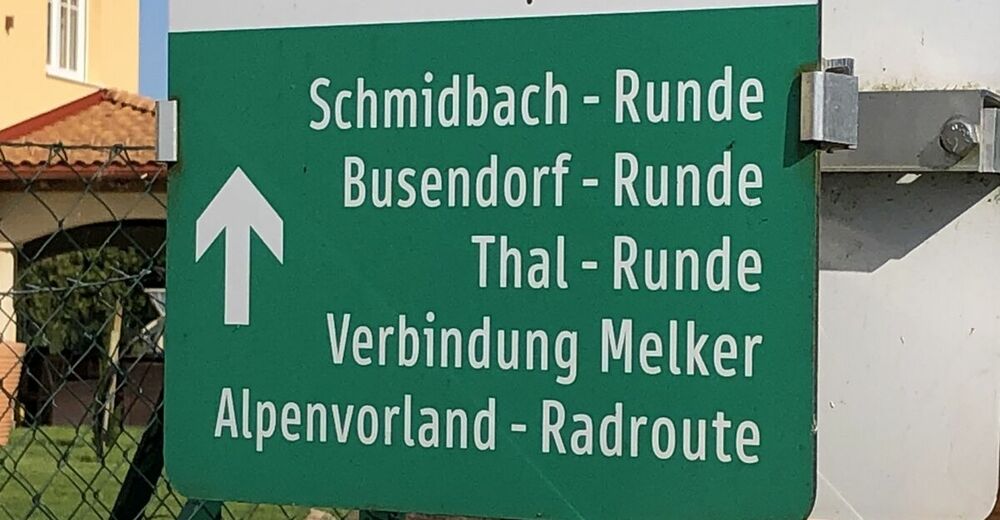 Schmidbach - Runde
Busendorf - Runde
Thal - Runde
Verbindung Melker
Alpenvorland - Radroute